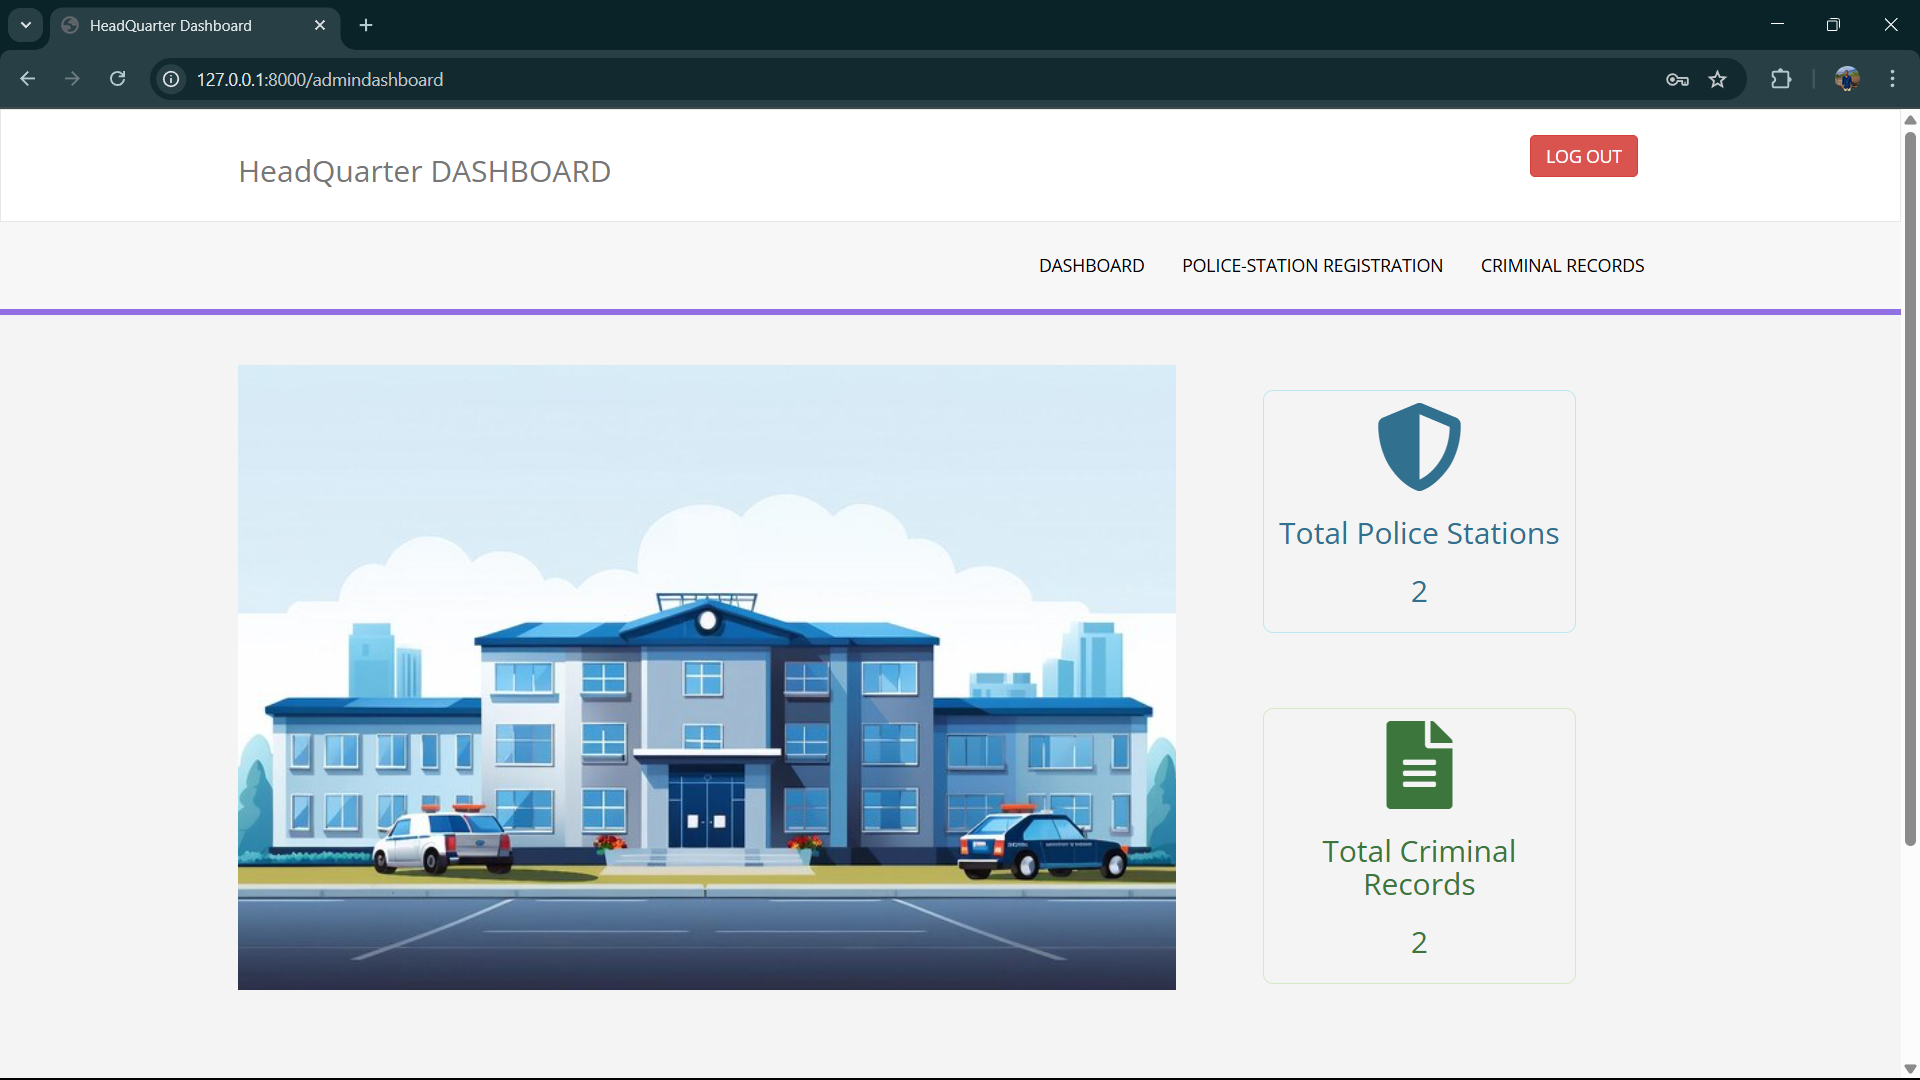 HeadQuarter Dashboard
127.0.0.1:8000/admindashboard
HeadQuarter DASHBOARD
LOG OUT
DASHBOARD POLICE-STATION REGISTRATION CRIMINAL RECORDS
Total Police Stations
2
Total Criminal
Records
2